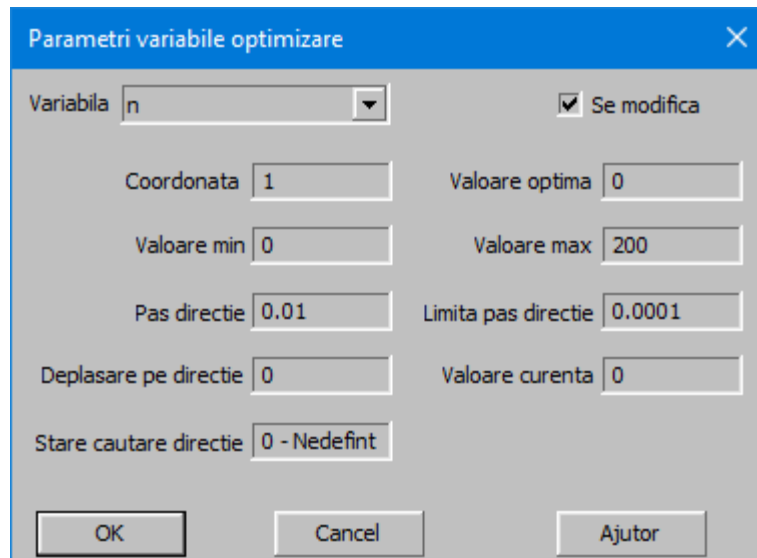 Parametri variabile optimizare
Variabila n Se modifica
Coordonata 1 Valoare optima 0
Valoare min 0 Valoare max 200
Pas directie 0.01 Limita pas directie 0.0001
Deplasare pe directie 0 Valoare curenta 0
Stare cautare directie 0 - Nedefint
OK Cancel Ajutor